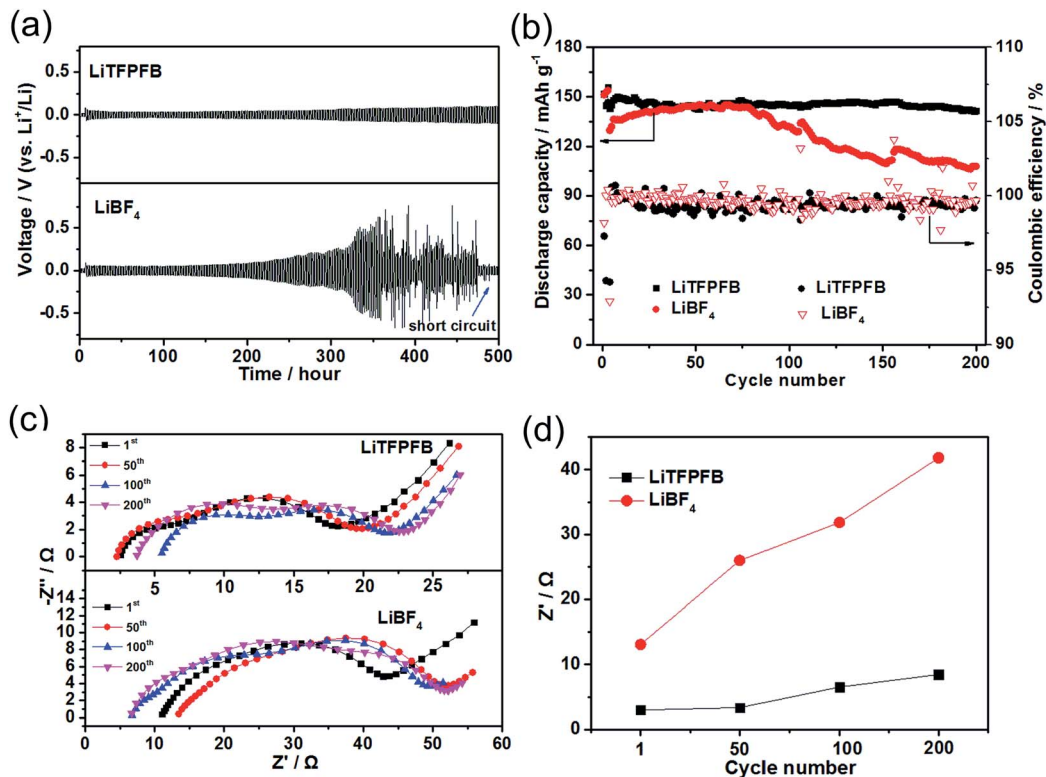 (a)
0.5
0.0
-0.5
0.5
0.0
-0.5
LiTFPFB
LiBF4
short circuit
Voltage / V (vs. Li+/Li)
0 100 200 300 400 500
Time / hour
(b)
180
150
120
90
60
30
0
Discharge capacity / mAh g-1
110
105
100
95
90
Coulombic efficiency / %
LiTFPFB LiTFPFB
LiBF4 LiBF4
0 50 100 150 200
Cycle number
(c)
8
6
4
2
0
1st
50th
100th
200th
LiTFPFB
5 10 15 20 25
-Z'' / Ω
14
12
10
8
6
4
2
0
1st
50th
100th
200th
LiBF4
0 10 20 30 40 50 60
Z' / Ω
(d)
40
30
20
10
0
Z' / Ω
LiTFPFB
LiBF4
1 50 100 200
Cycle number